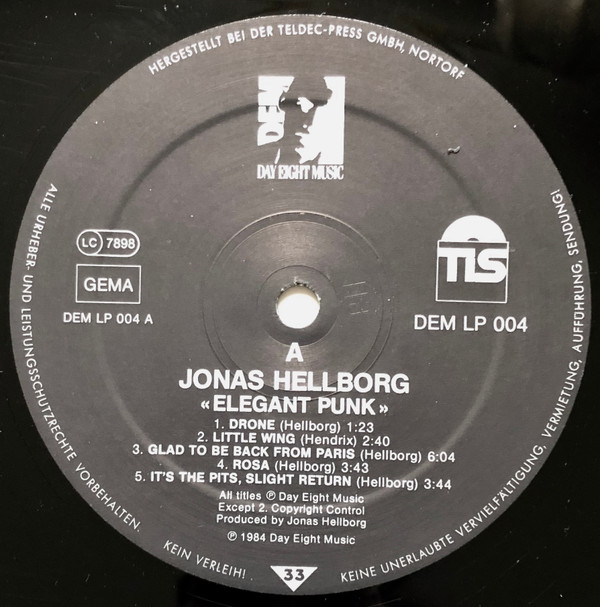 HERGESTELLT BEI DER TELDEC-PRESS GMBH, NORTORF
DEM
DAY EIGHT MUSIC
LC 7898
GEMA
DEM LP 004 A
TIS
DEM LP 004
A
JONAS HELLBORG
«ELEGANT PUNK»
1. DRONE (Hellborg) 1:23
2. LITTLE WING (Hendrix) 2:40
3. GLAD TO BE BACK FROM PARIS (Hellborg) 6:04
4. ROSA (Hellborg) 3:43
5. IT'S THE PITS, SLIGHT RETURN (Hellborg) 3:44
All titles ℗ Day Eight Music
Except 2. Copyright Control
Produced by Jonas Hellborg
℗ 1984 Day Eight Music
33
ALLE URHEBER- UND LEISTUNGSSCHUTZRECHTE VORBEHALTEN.
KEIN VERLEIH!
KEINE UNERLAUBTE VERVIELFÄLTIGUNG, VERMIETUNG, AUFFÜHRUNG, SENDUNG!